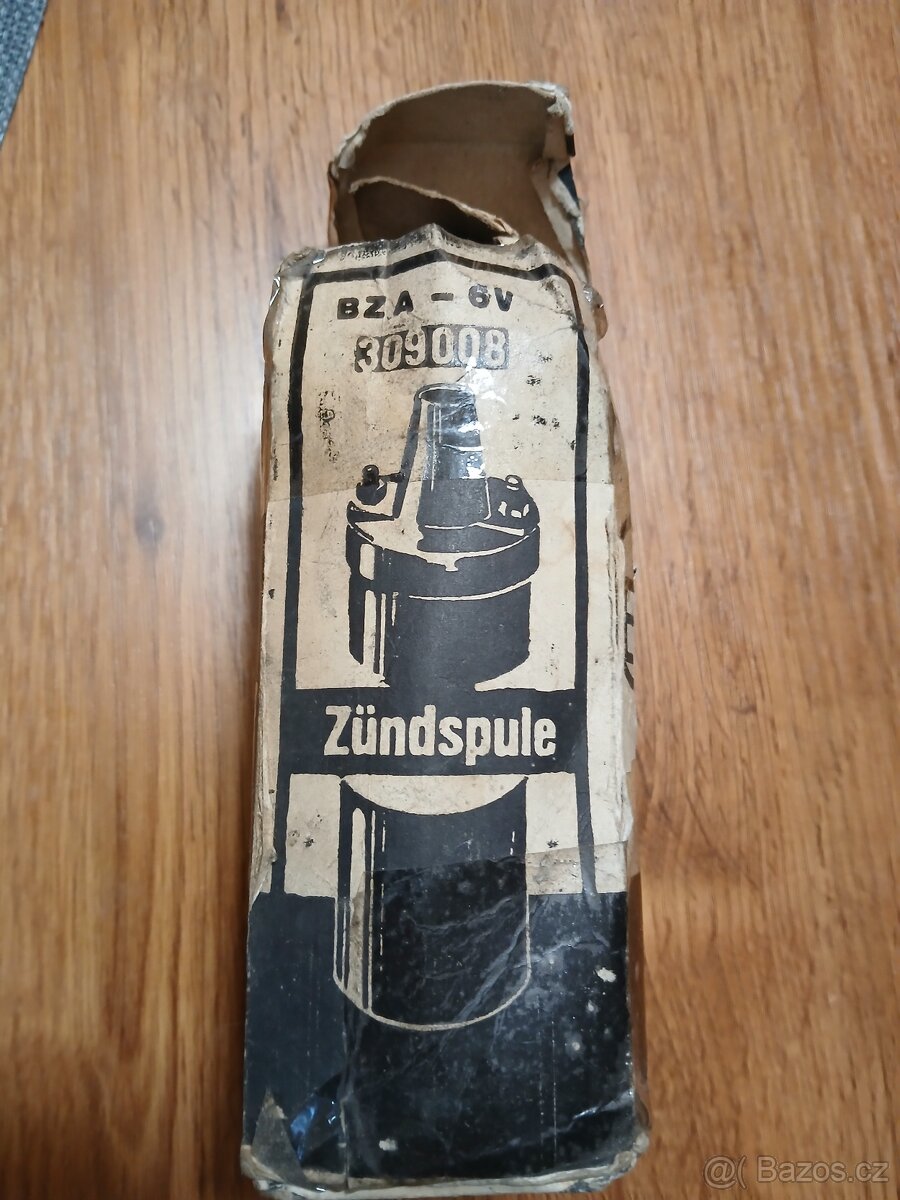 BZA - 6V
309008
Zündspule
@( Bazos.cz